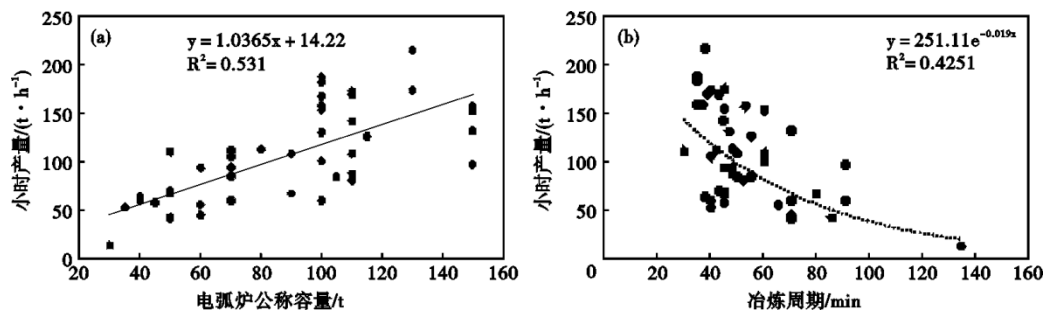 250
200
150
100
50
0
小时产量/(t・h⁻¹)
(a)
y = 1.0365x + 14.22
R² = 0.531
20 40 60 80 100 120 140 160
电弧炉公称容量/t
250
200
150
100
50
0
小时产量/(t・h⁻¹)
(b)
y = 251.11e⁻⁰·⁰¹⁹ˣ
R² = 0.4251
20 40 60 80 100 120 140 160
冶炼周期/min